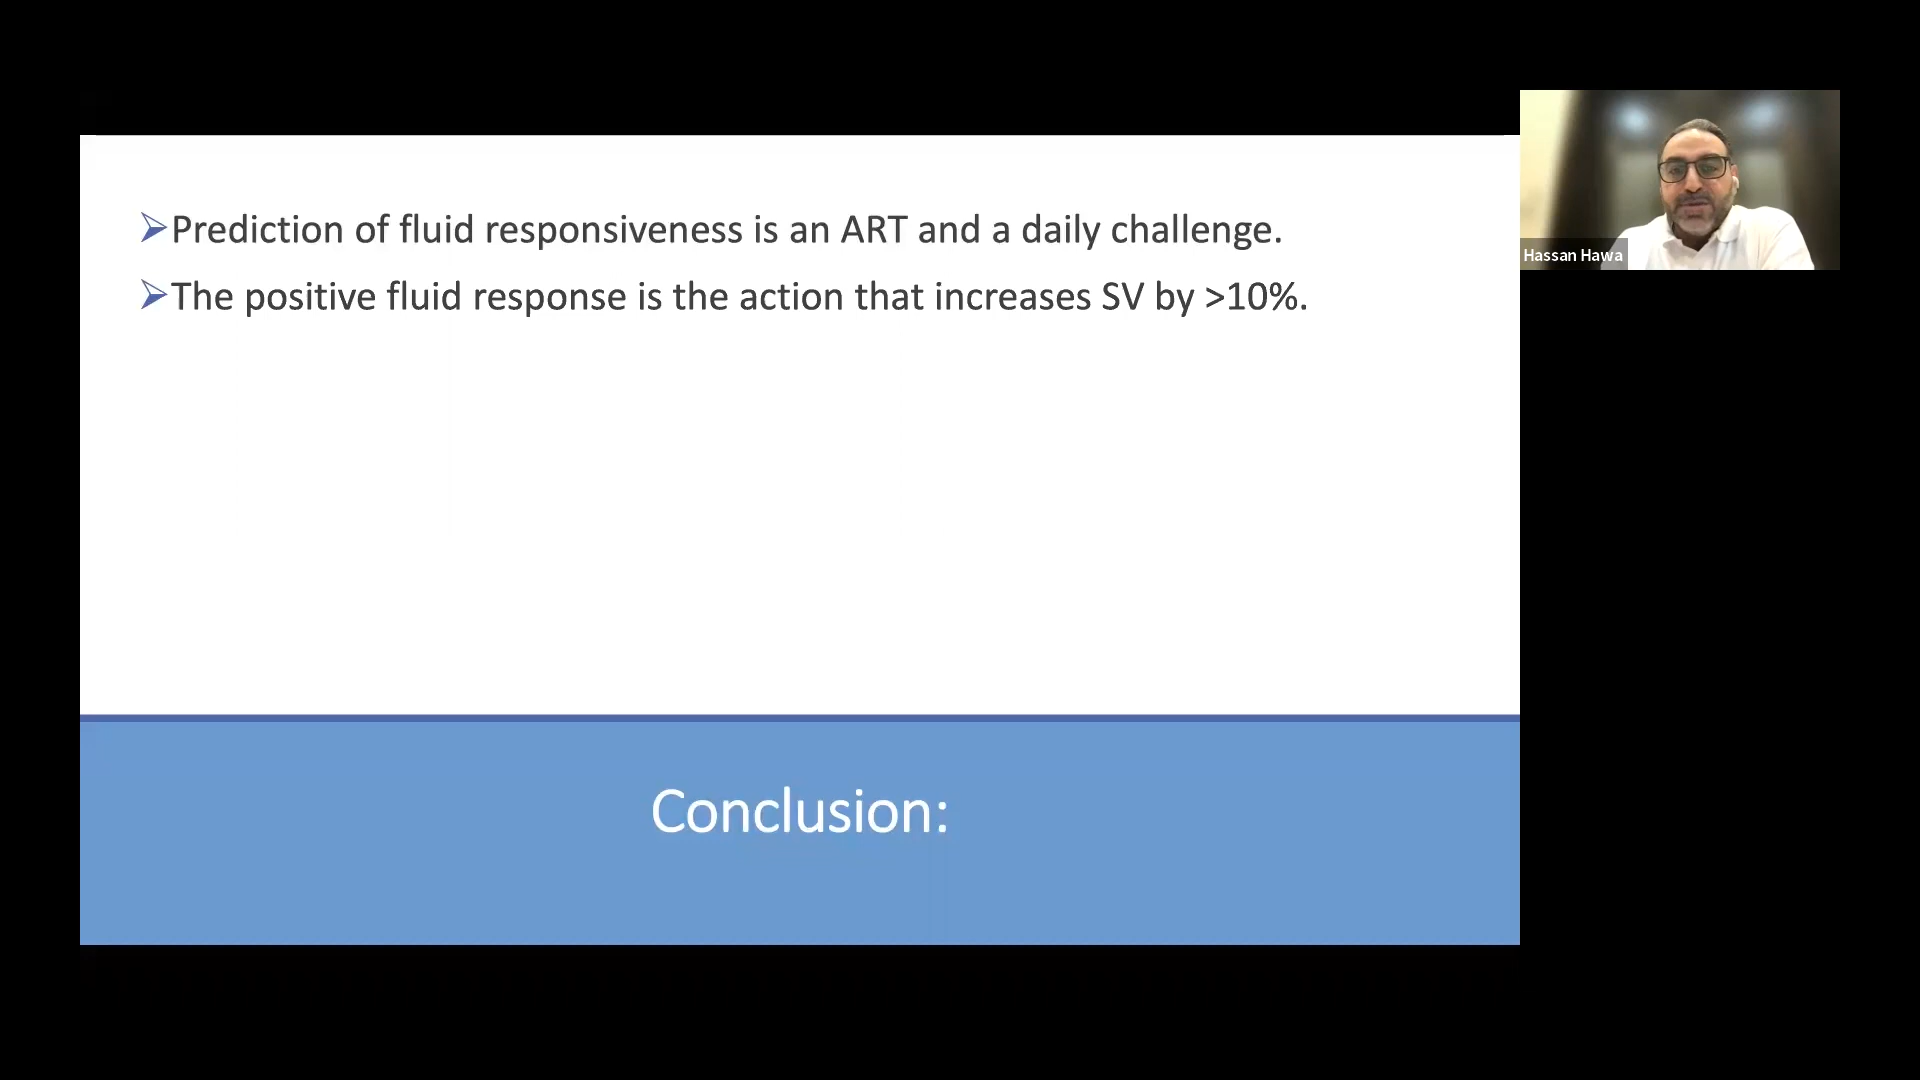 ➢Prediction of fluid responsiveness is an ART and a daily challenge.
➢The positive fluid response is the action that increases SV by >10%.
Conclusion:
Hassan Hawa